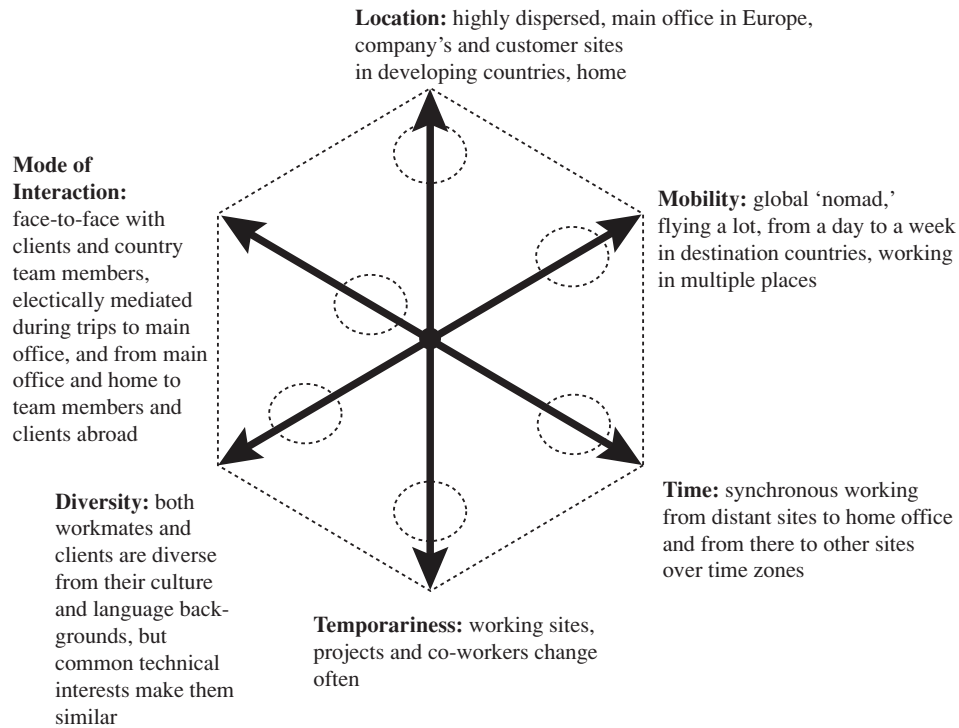 Location: highly dispersed, main office in Europe,
company's and customer sites
in developing countries, home
Mode of
Interaction:
face-to-face with
clients and country
team members,
electically mediated
during trips to main
office, and from main
office and home to
team members and
clients abroad
Mobility: global ‘nomad,’
flying a lot, from a day to a week
in destination countries, working
in multiple places
Diversity: both
workmates and
clients are diverse
from their culture
and language back-
grounds, but
common technical
interests make them
similar
Temporariness: working sites,
projects and co-workers change
often
Time: synchronous working
from distant sites to home office
and from there to other sites
over time zones